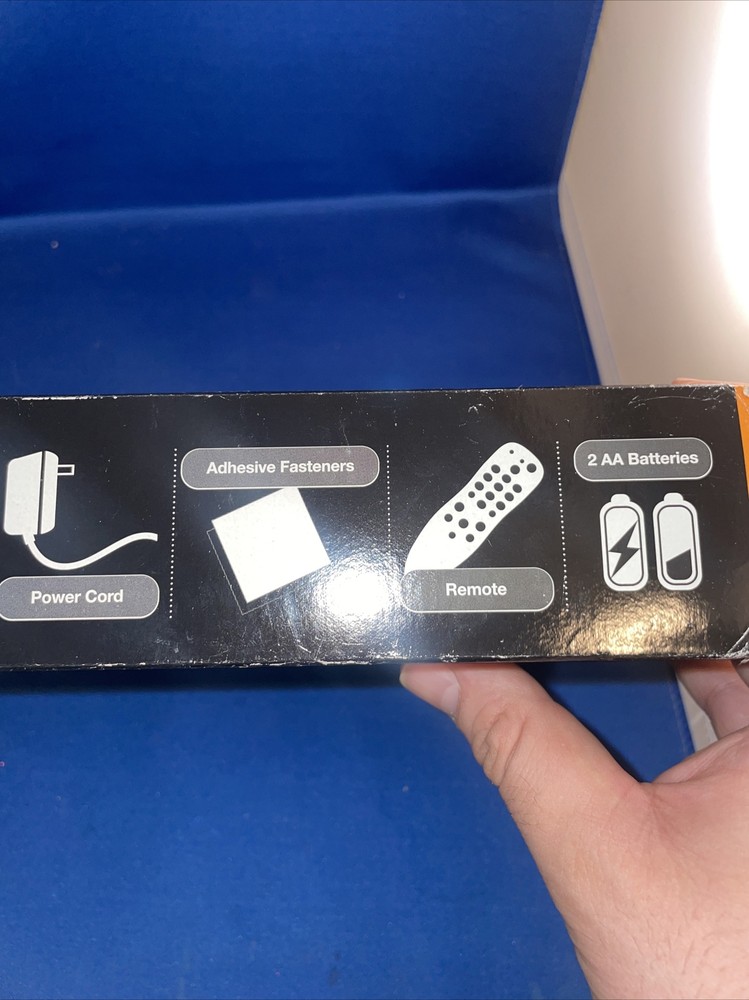 Power Cord
Adhesive Fasteners
Remote
2 AA Batteries